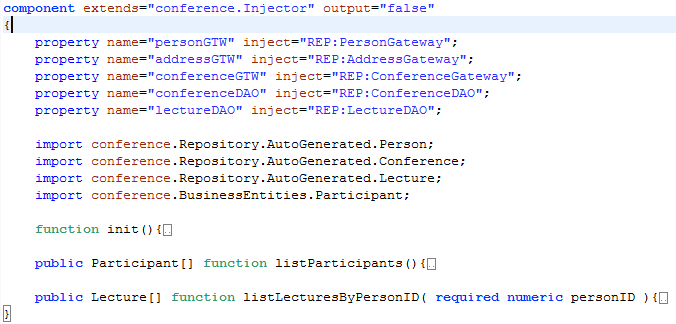 component extends="conference.Injector" output="false"
{
property name="personGTW" inject="REP:PersonGateway";
property name="addressGTW" inject="REP:AddressGateway";
property name="conferenceGTW" inject="REP:ConferenceGateway";
property name="conferenceDAO" inject="REP:ConferenceDAO";
property name="lectureDAO" inject="REP:LectureDAO";
import conference.Repository.AutoGenerated.Person;
import conference.Repository.AutoGenerated.Conference;
import conference.Repository.AutoGenerated.Lecture;
import conference.BusinessEntities.Participant;
function init(){
public Participant[] function listParticipants(){
public Lecture[] function listLecturesByPersonID( required numeric personID ){
}